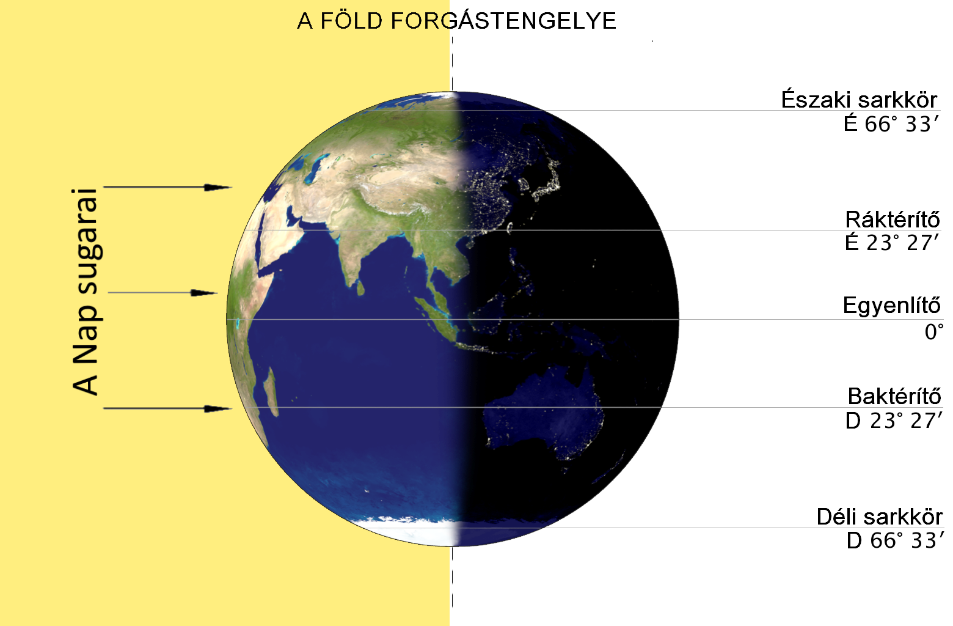 A FÖLD FORGÁSTENGELYE
A Nap sugarai
Északi sarkkör
É 66° 33′
Ráktérítő
É 23° 27′
Egyenlítő
0°
Baktérítő
D 23° 27′
Déli sarkkör
D 66° 33′